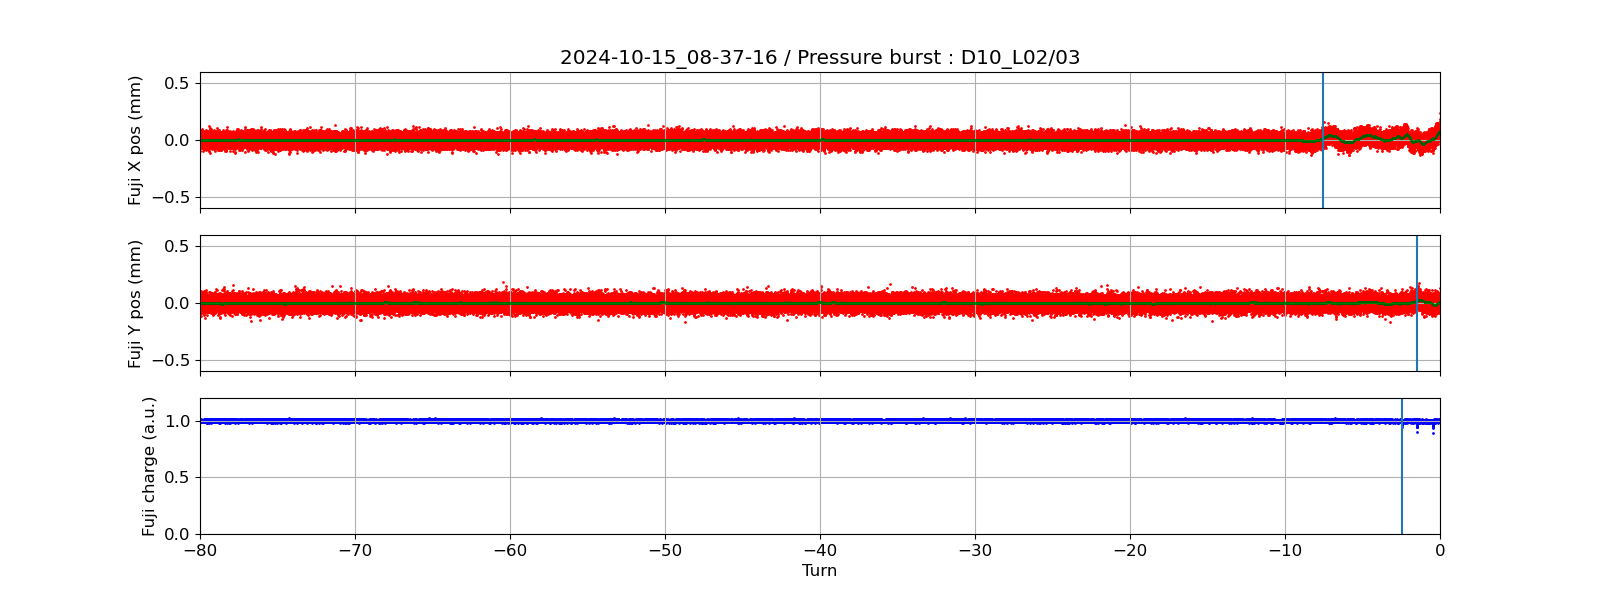 2024-10-15_08-37-16 / Pressure burst : D10_L02/03
Fuji X pos (mm)
0.5
0.0
−0.5
Fuji Y pos (mm)
0.5
0.0
−0.5
Fuji charge (a.u.)
1.0
0.5
0.0
−80 −70 −60 −50 −40 −30 −20 −10 0
Turn